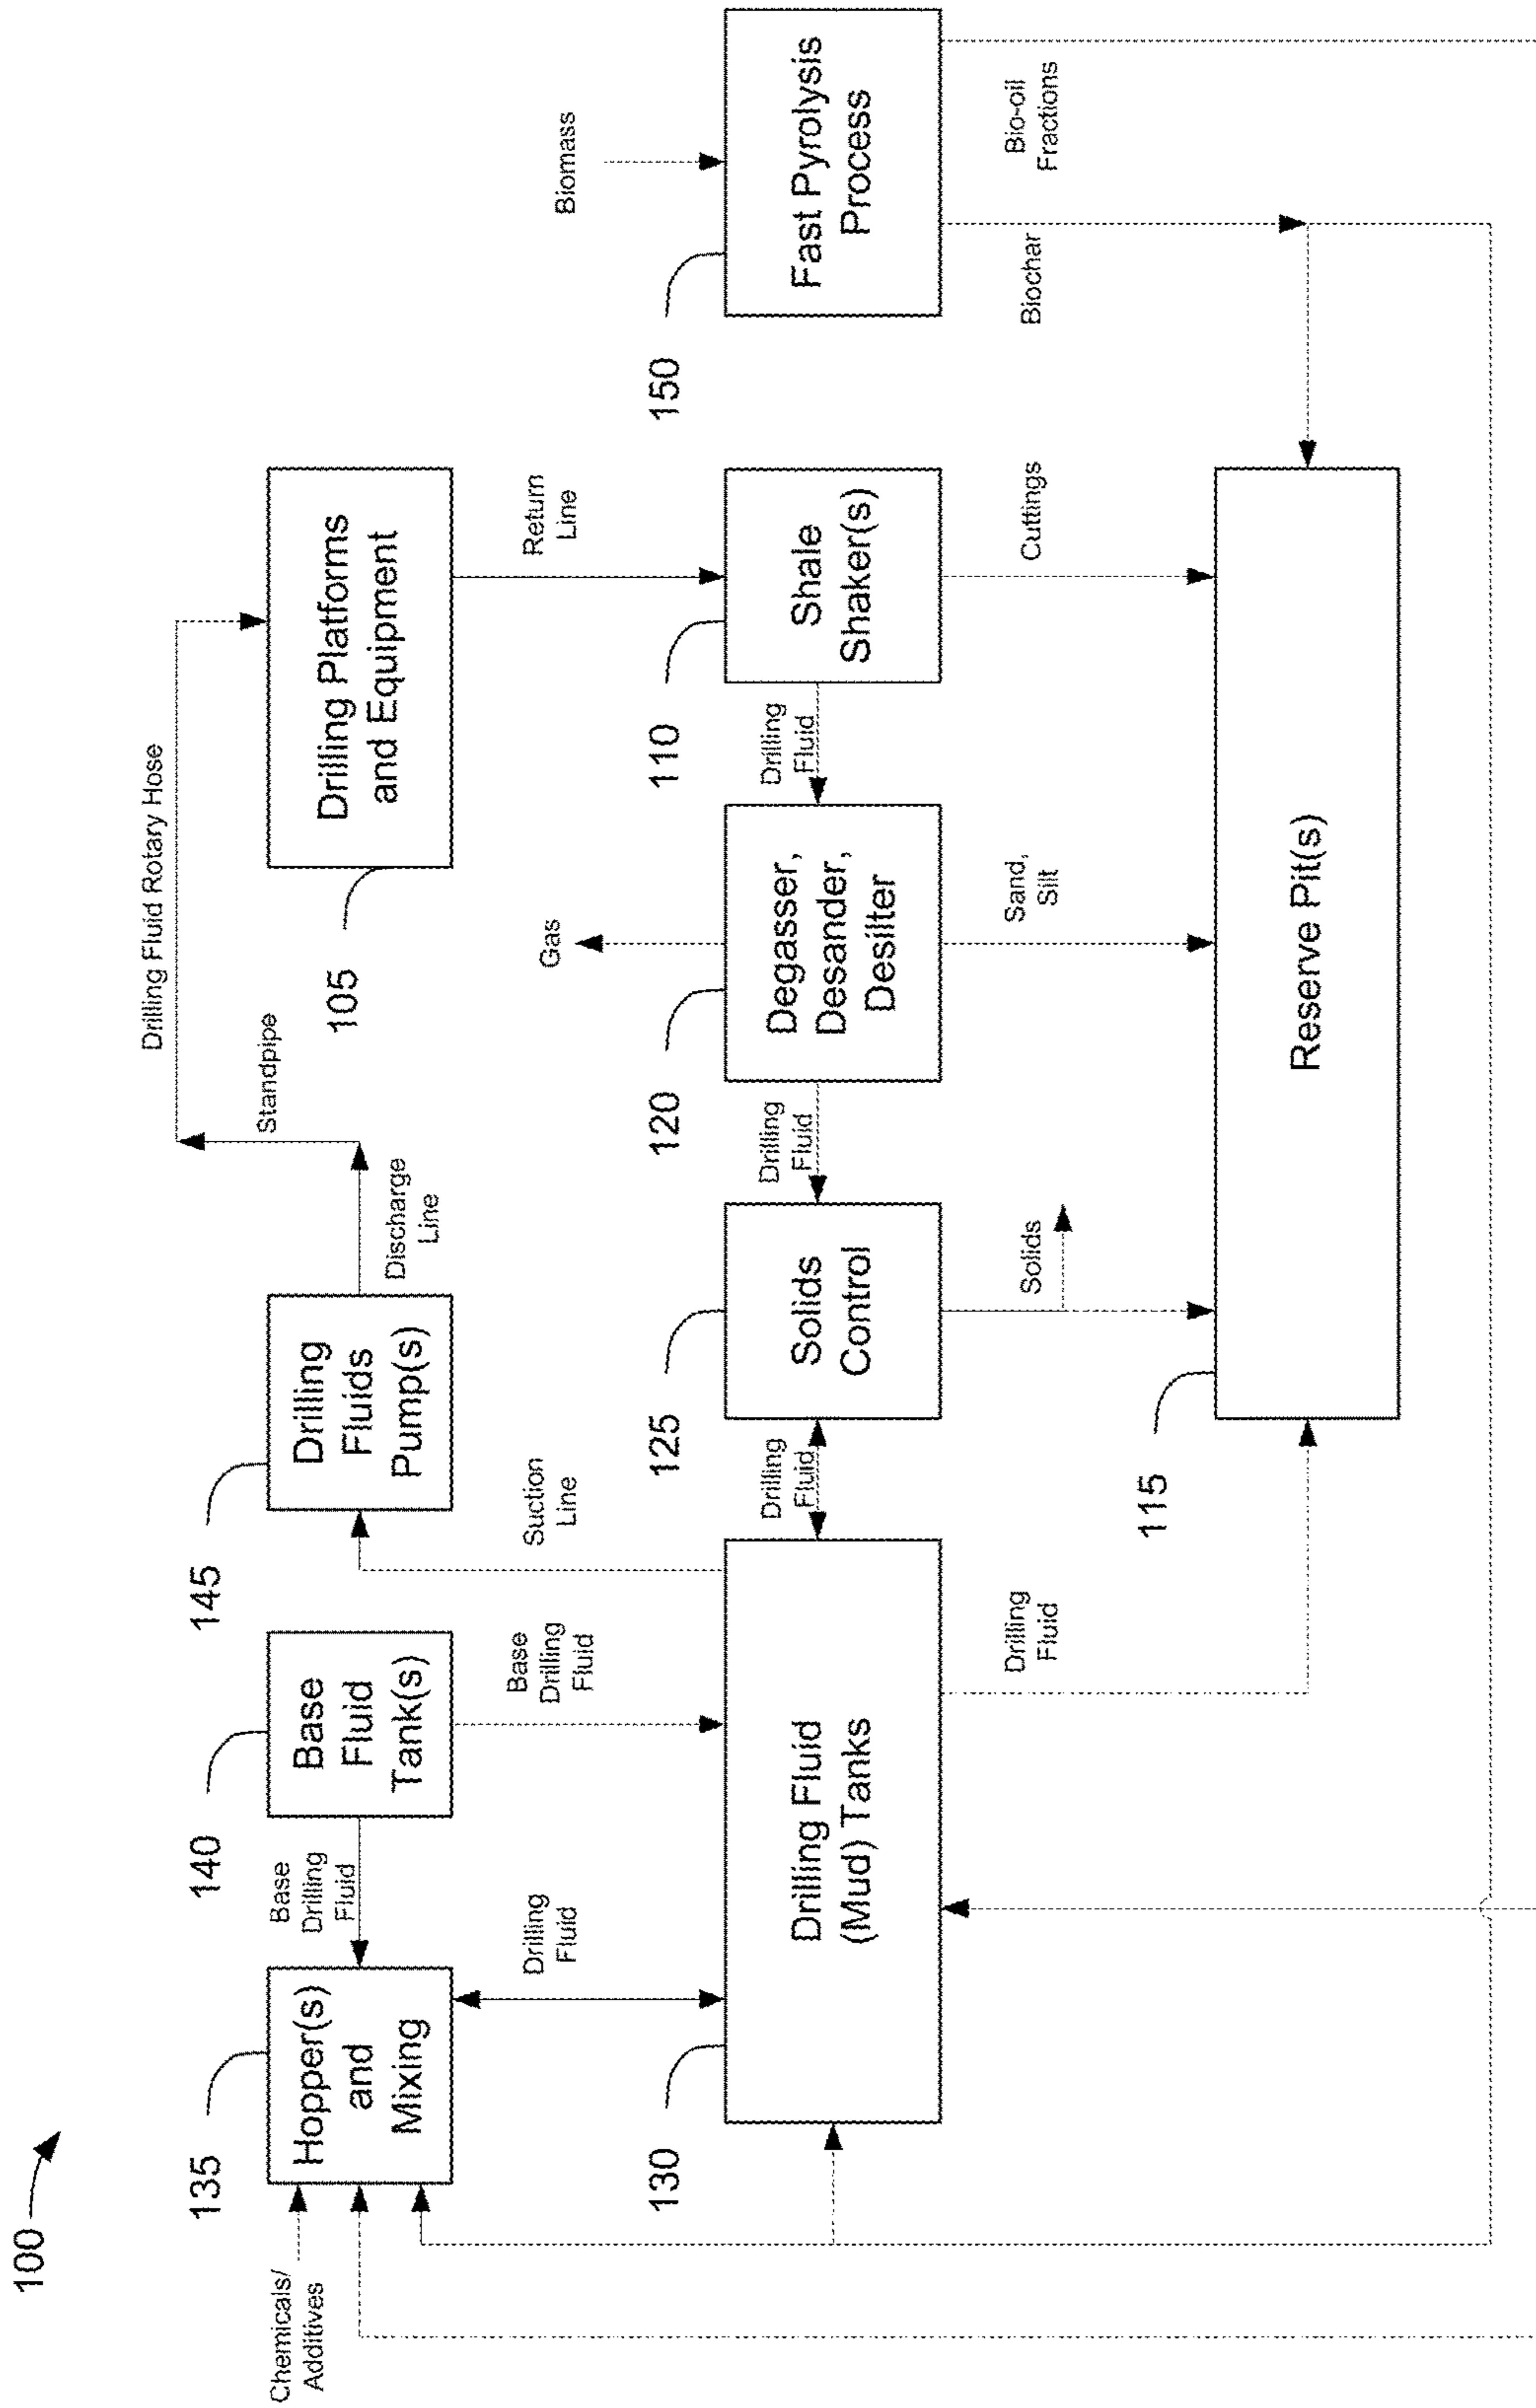 100
Chemicals/
Additives
135
Hopper(s)
and
Mixing
Base
Drilling
Fluid
140
Base
Fluid
Tank(s)
145
Drilling
Fluids
Pump(s)
Discharge
Line
Standpipe
Drilling Fluid Rotary Hose
105
Drilling Platforms
and Equipment
Drilling
Fluid
Base
Drilling
Fluid
Suction
Line
Gas
Return
Line
Biomass
130
Drilling Fluid
(Mud) Tanks
Drilling
Fluid
125
Solids
Control
Drilling
Fluid
120
Degasser,
Desander,
Desilter
Drilling
Fluid
110
Shale
Shaker(s)
150
Fast Pyrolysis
Process
Drilling
Fluid
Solids
Sand,
Silt
Cuttings
Biochar
Bio-oil
Fractions
115
Reserve Pit(s)